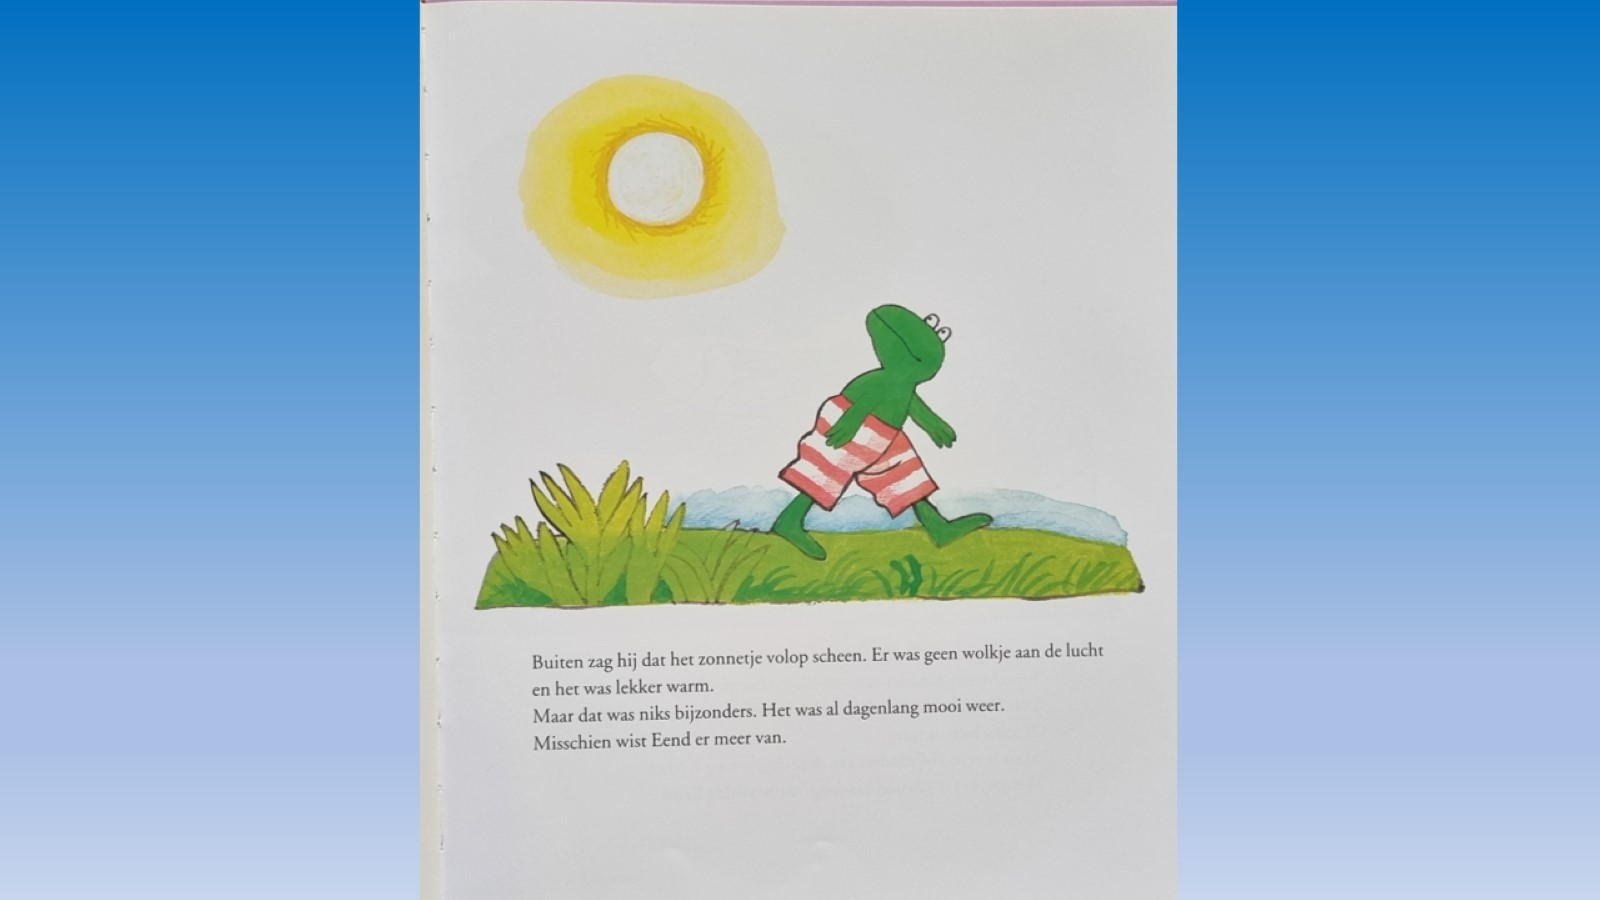 Buiten zag hij dat het zonnetje volop scheen. Er was geen wolkje aan de lucht
en het was lekker warm.
Maar dat was niks bijzonders. Het was al dagenlang mooi weer.
Misschien wist Eend er meer van.